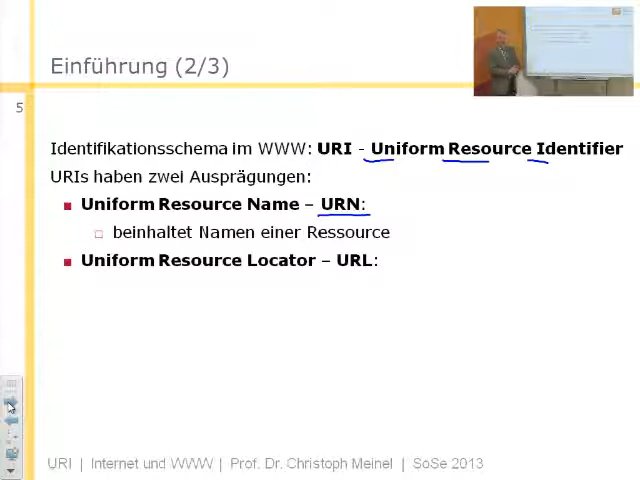 Einführung (2/3)
5
Identifikationsschema im WWW: URI - Uniform Resource Identifier
URIs haben zwei Ausprägungen:
Uniform Resource Name – URN:
beinhaltet Namen einer Ressource
Uniform Resource Locator – URL:
URI | Internet und WWW | Prof. Dr. Christoph Meinel | SoSe 2013